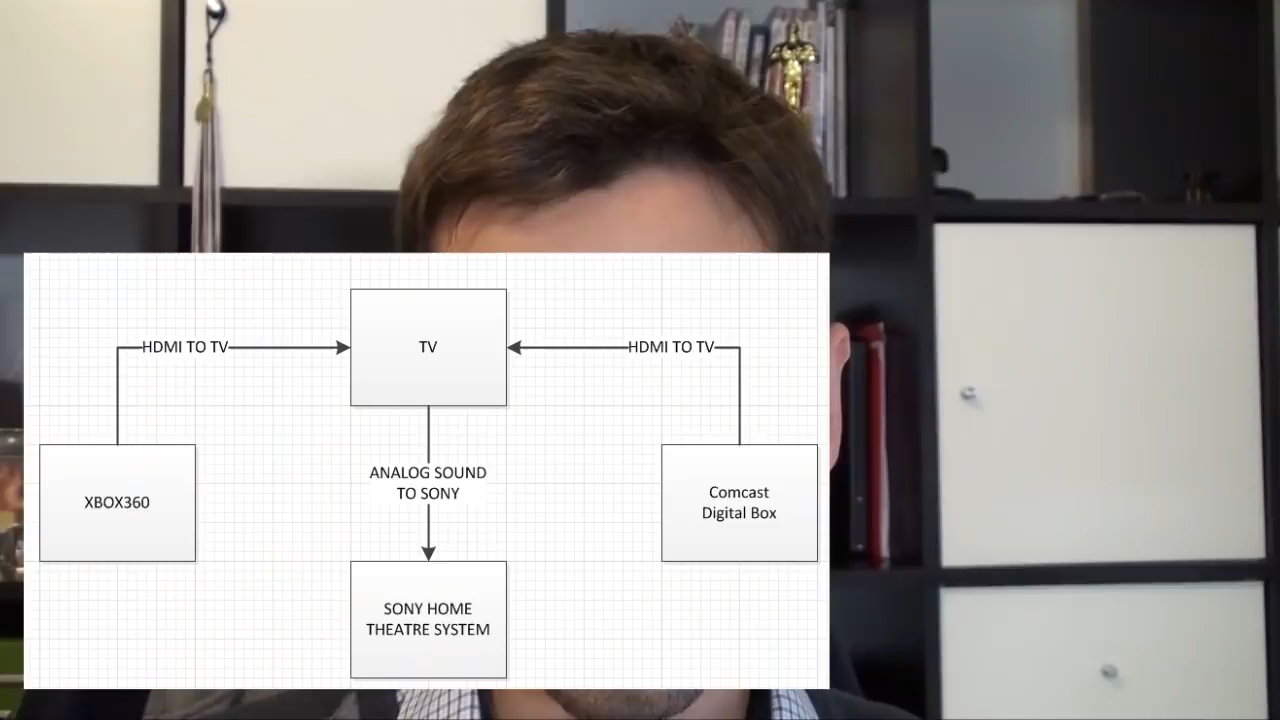 TV
HDMI TO TV
HDMI TO TV
ANALOG SOUND
TO SONY
XBOX360
Comcast
Digital Box
SONY HOME
THEATRE SYSTEM